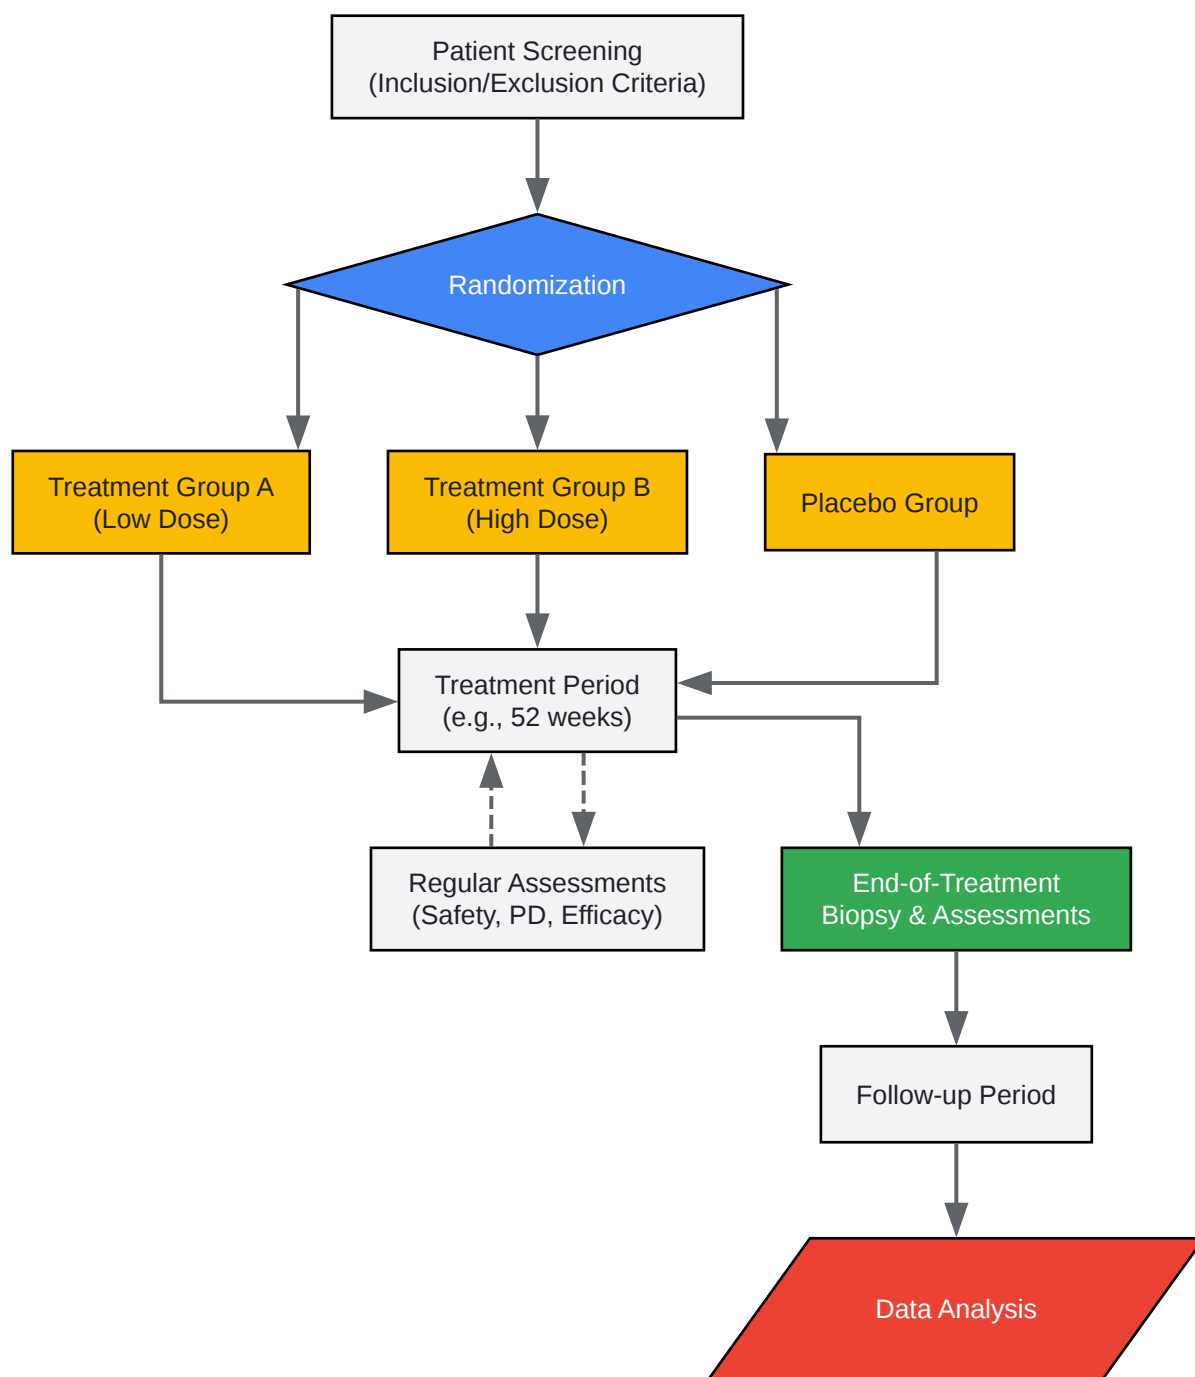 Patient Screening
(Inclusion/Exclusion Criteria)
Randomization
Treatment Group A
(Low Dose)
Treatment Group B
(High Dose)
Placebo Group
Treatment Period
(e.g., 52 weeks)
Regular Assessments
(Safety, PD, Efficacy)
End-of-Treatment
Biopsy & Assessments
Follow-up Period
Data Analysis